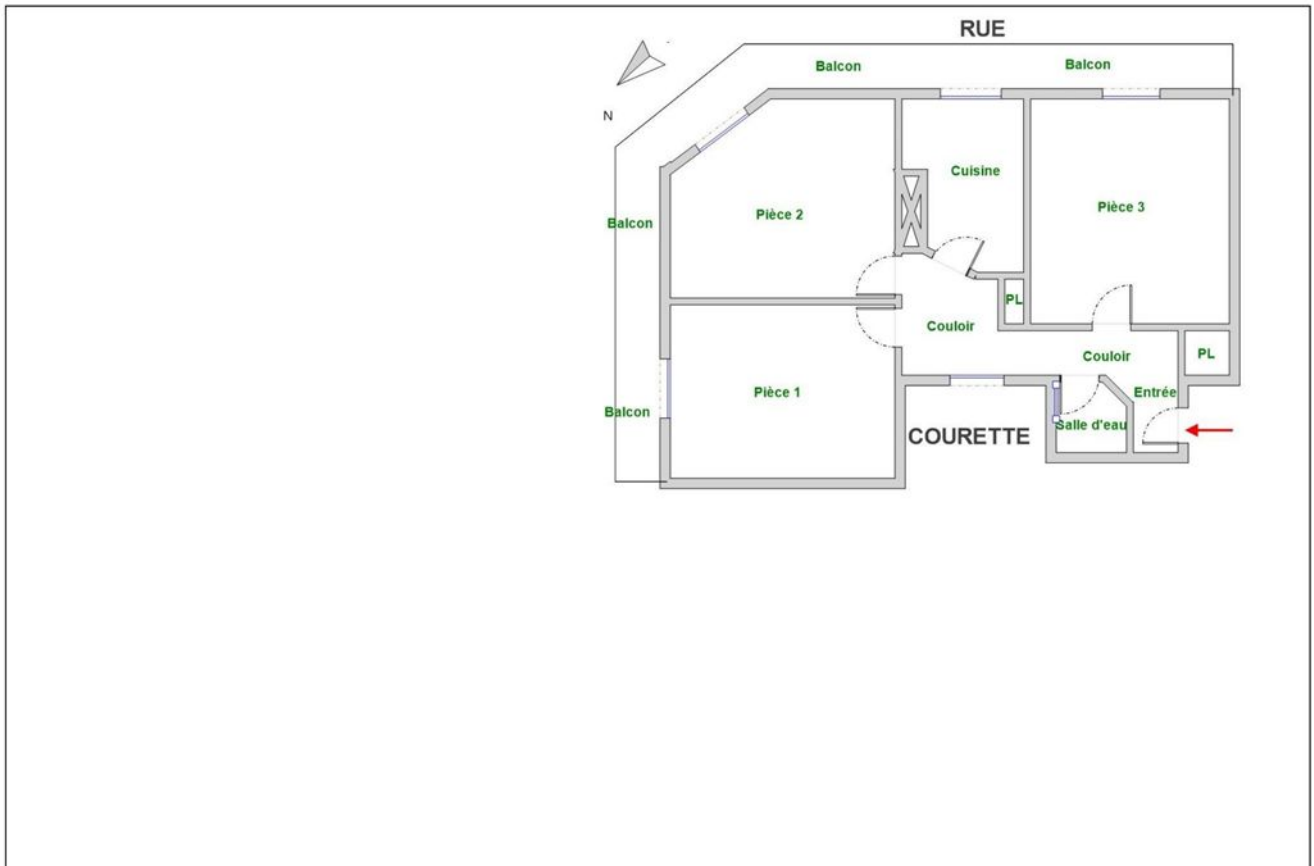 RUE
Balcon
Balcon
N
Cuisine
Pièce 2
Pièce 3
Balcon
PL
Couloir
Couloir
PL
Pièce 1
Entrée
Balcon
Salle d'eau
COURETTE